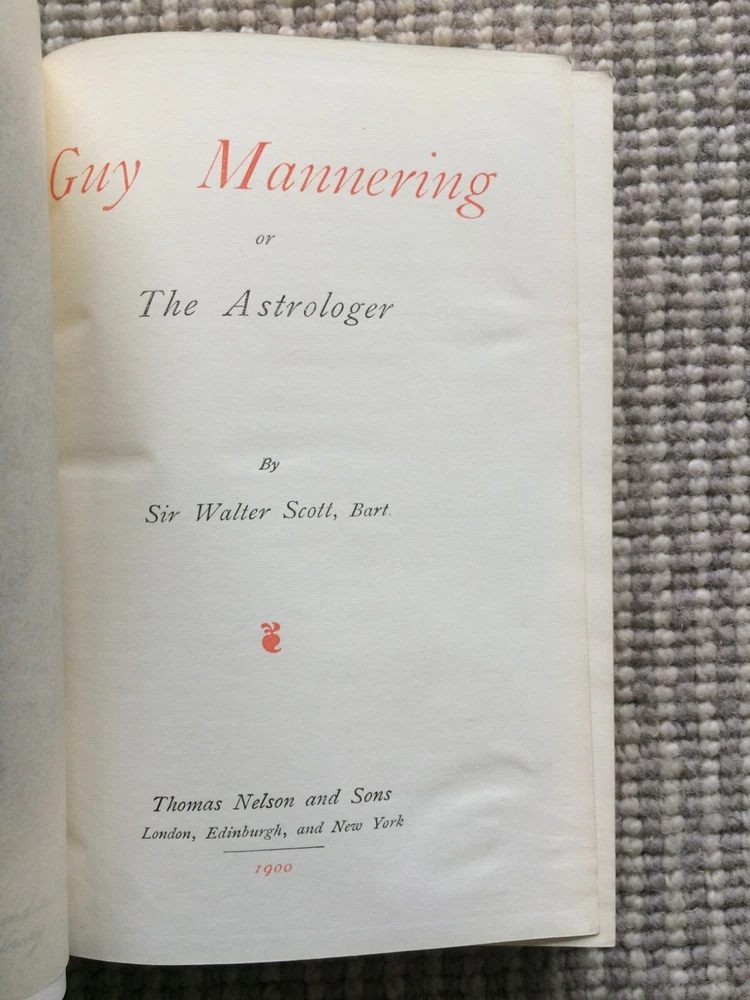 Guy Mannering
or
The Astrologer
By
Sir Walter Scott, Bart.
Thomas Nelson and Sons
London, Edinburgh, and New York
1900